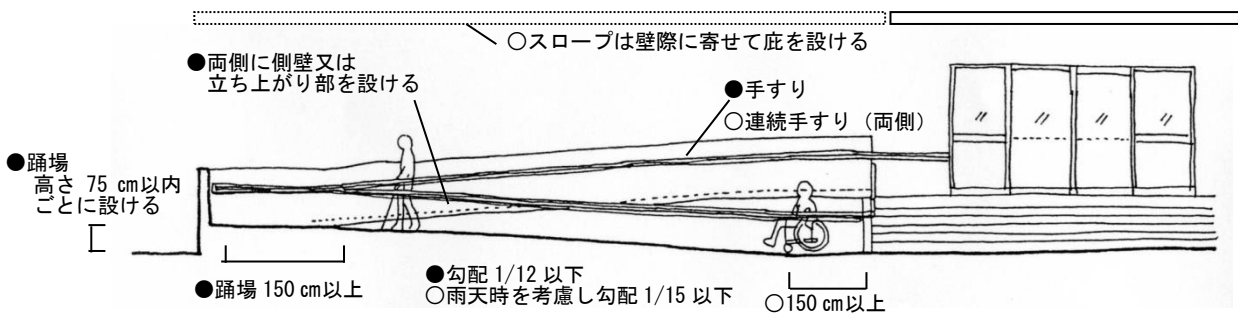 ○スロープは壁際に寄せて庇を設ける
●両側に側壁又は
立ち上がり部を設ける
●手すり
○連続手すり（両側）
●踊場
高さ 75 cm以内
ごとに設ける
●踊場 150 cm以上
●勾配 1/12 以下
○雨天時を考慮し勾配 1/15 以下
○150 cm以上